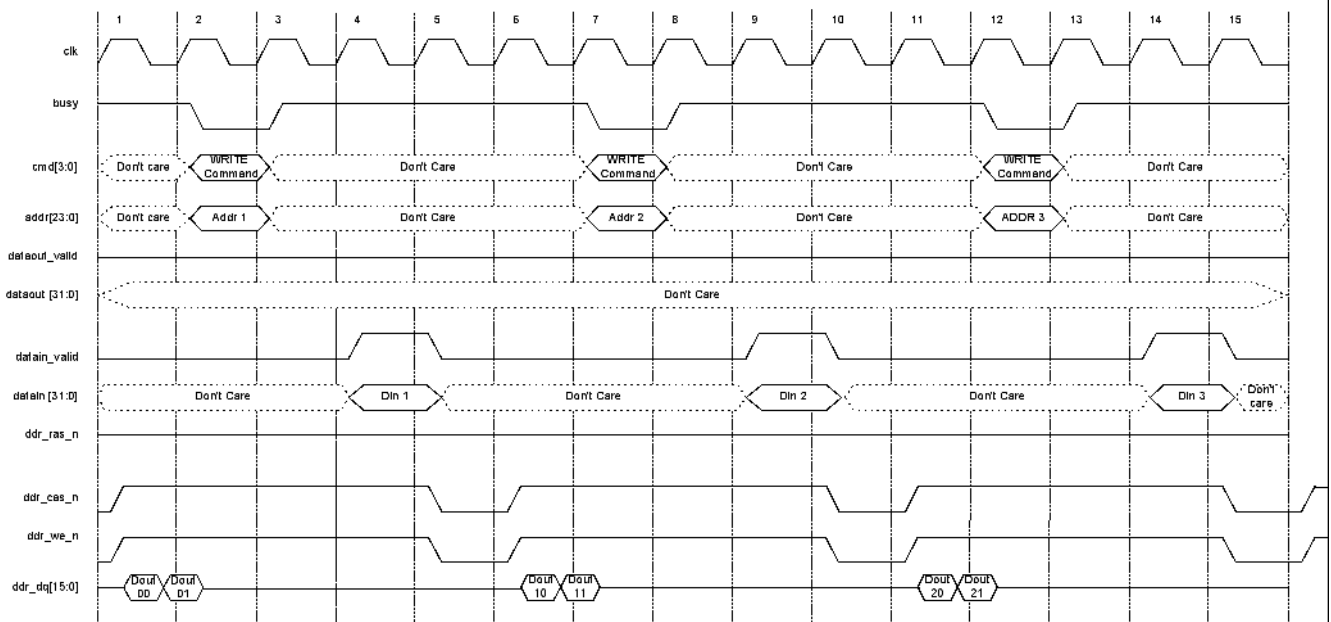 1 2 3 4 5 6 7 8 9 10 11 12 13 14 15
clk
busy
cmd[3:0] Don't care WRITE Command Don't Care WRITE Command Don't Care WRITE Command Don't Care
addr[23:0] Don't care Addr 1 Don't Care Addr 2 Don't Care ADDR 3 Don't Care
dataout_valid
dataout [31:0] Don't Care
datain_valid
datain [31:0] Don't Care Din 1 Don't Care Din 2 Don't Care Din 3 Don't care
ddr_ras_n
ddr_cas_n
ddr_we_n
ddr_dq[15:0] Dout 00 Dout 01 Dout 10 Dout 11 Dout 20 Dout 21